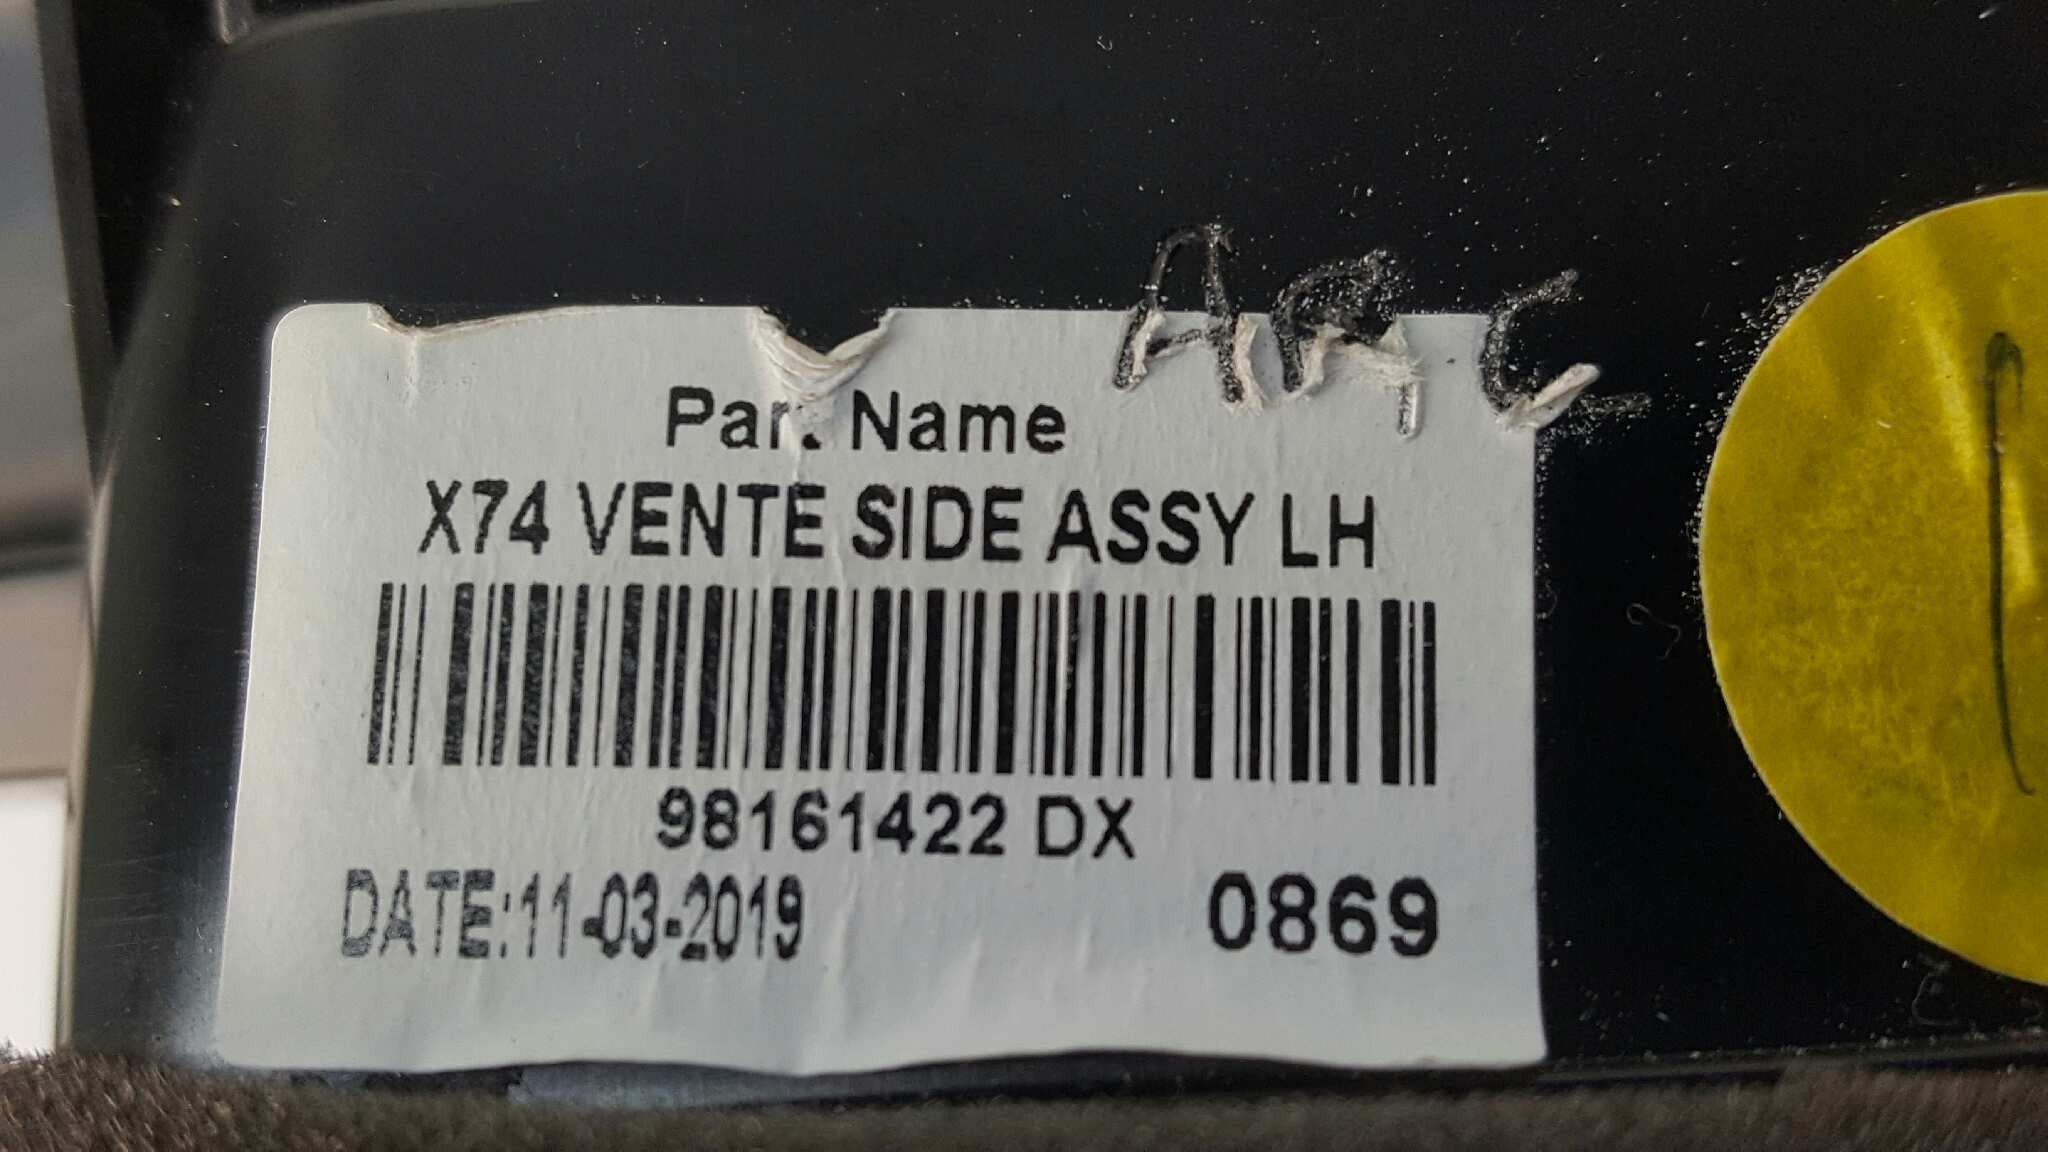 Part Name
X74 VENTE SIDE ASSY LH
98161422 DX
DATE:11-03-2019 0869